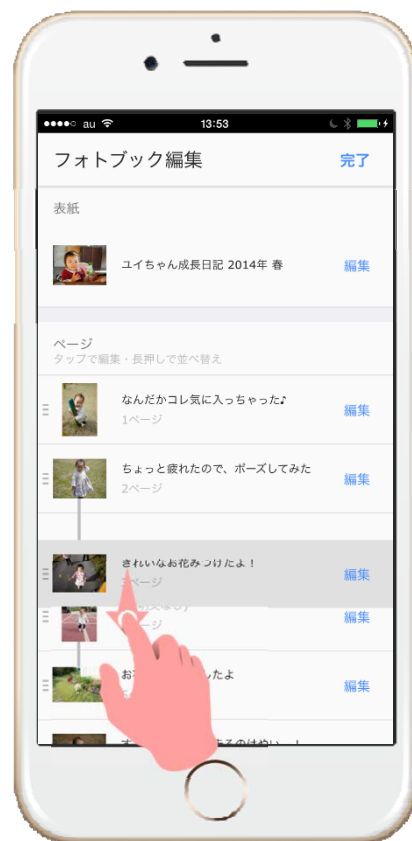 au 13:53
フォトブック編集 完了
表紙
ユイちゃん成長日記 2014年 春 編集
ページ
タップで編集・長押しで並べ替え
なんだかコレ気に入っちゃった♪ 編集
1ページ
ちょっと疲れたので、ポーズしてみた 編集
2ページ
きれいなお花みつけたよ！ 編集
ページ
編集
ページ
お したよ 編集